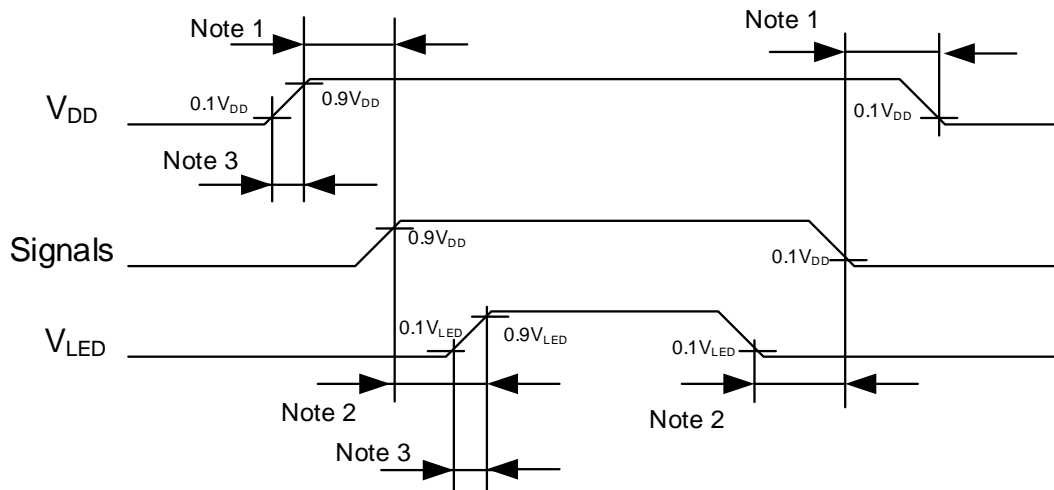 Note 1
Note 1
V_DD
0.1V_DD
0.9V_DD
0.1V_DD
Note 3
Signals
0.9V_DD
0.1V_DD
V_LED
0.1V_LED
0.9V_LED
0.1V_LED
Note 2
Note 2
Note 3